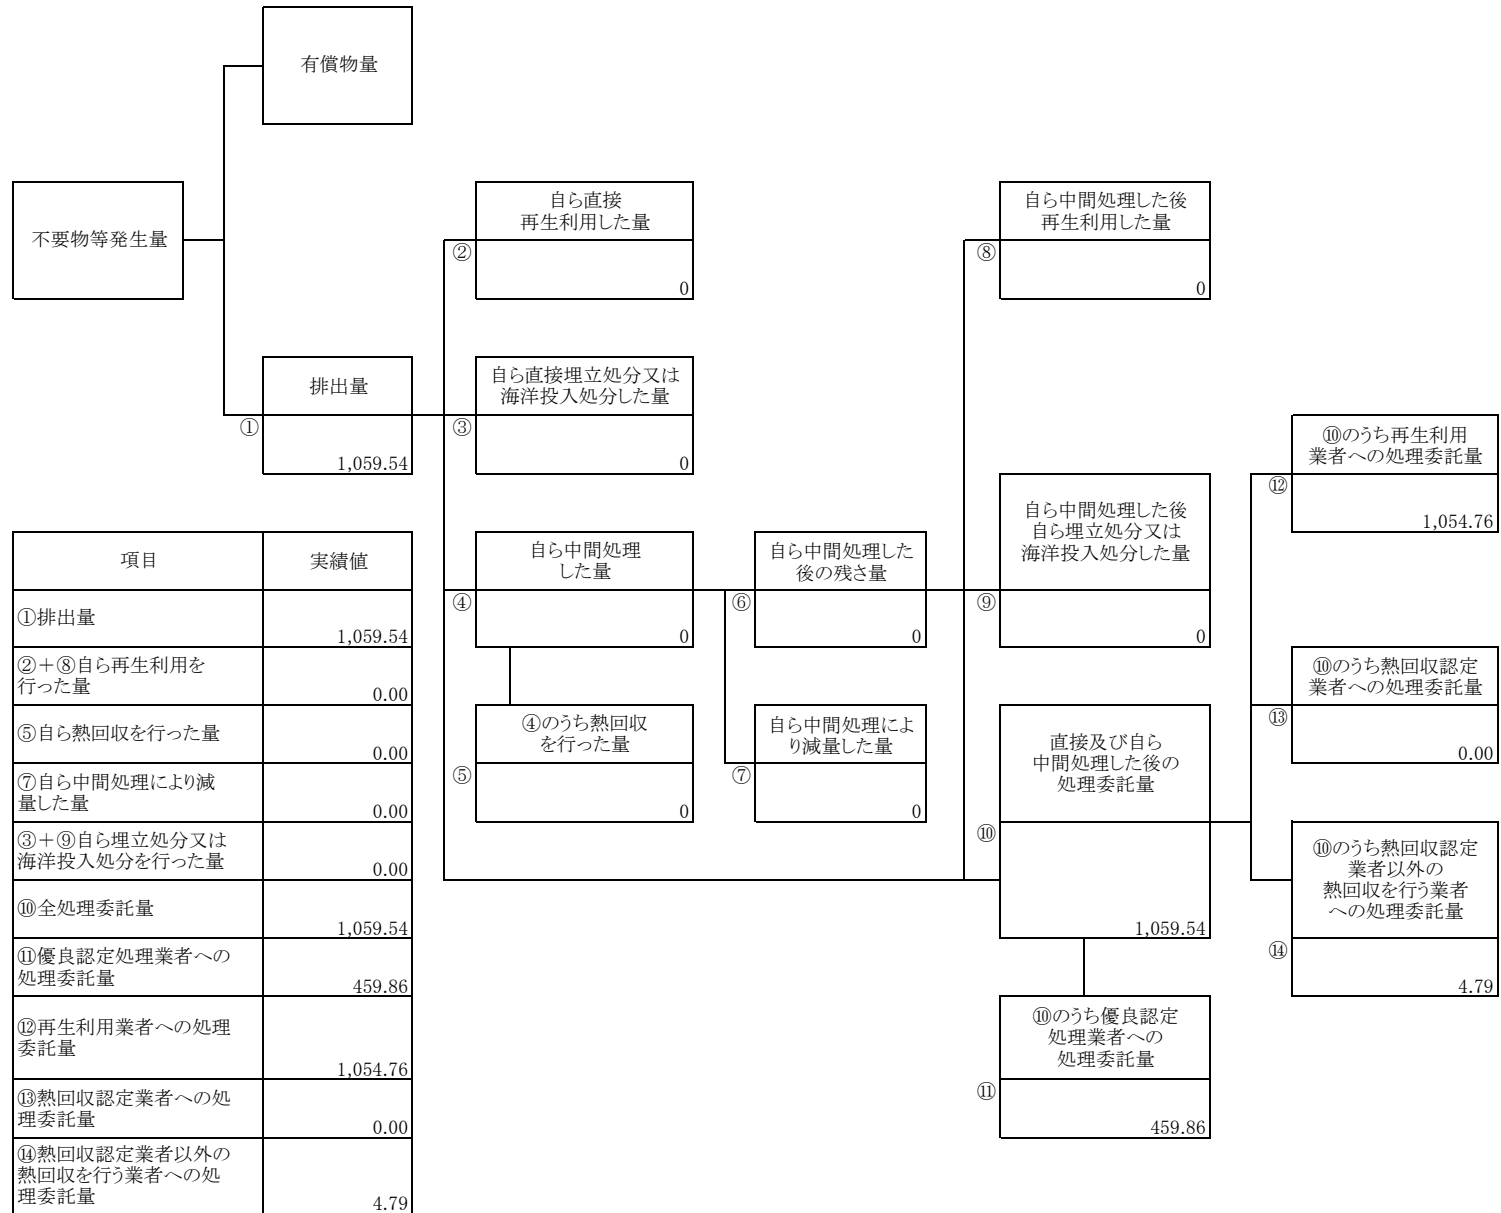 有償物量
不要物等発生量
自ら直接
再生利用した量
②
0
自ら中間処理した後
再生利用した量
⑧
0
排出量
①
1,059.54
自ら直接埋立処分又は
海洋投入処分した量
③
0
⑩のうち再生利用
業者への処理委託量
⑫
1,054.76
自ら中間処理
した量
④
0
自ら中間処理した
後の残さ量
⑥
0
自ら中間処理した後
自ら埋立処分又は
海洋投入処分した量
⑨
0
⑩のうち熱回収認定
業者への処理委託量
⑬
0.00
④のうち熱回収
を行った量
⑤
0
自ら中間処理によ
り減量した量
⑦
0
直接及び自ら
中間処理した後の
処理委託量
⑩
1,059.54
⑩のうち熱回収認定
業者以外の
熱回収を行う業者
への処理委託量
⑭
4.79
⑩のうち優良認定
処理業者への
処理委託量
⑪
459.86
項目 実績値
①排出量
1,059.54
②＋⑧自ら再生利用を
行った量
0.00
⑤自ら熱回収を行った量
0.00
⑦自ら中間処理により減
量した量
0.00
③＋⑨自ら埋立処分又は
海洋投入処分を行った量
0.00
⑩全処理委託量
1,059.54
⑪優良認定処理業者への
処理委託量
459.86
⑫再生利用業者への処理
委託量
1,054.76
⑬熱回収認定業者への処
理委託量
0.00
⑭熱回収認定業者以外の
熱回収を行う業者への処
理委託量
4.79